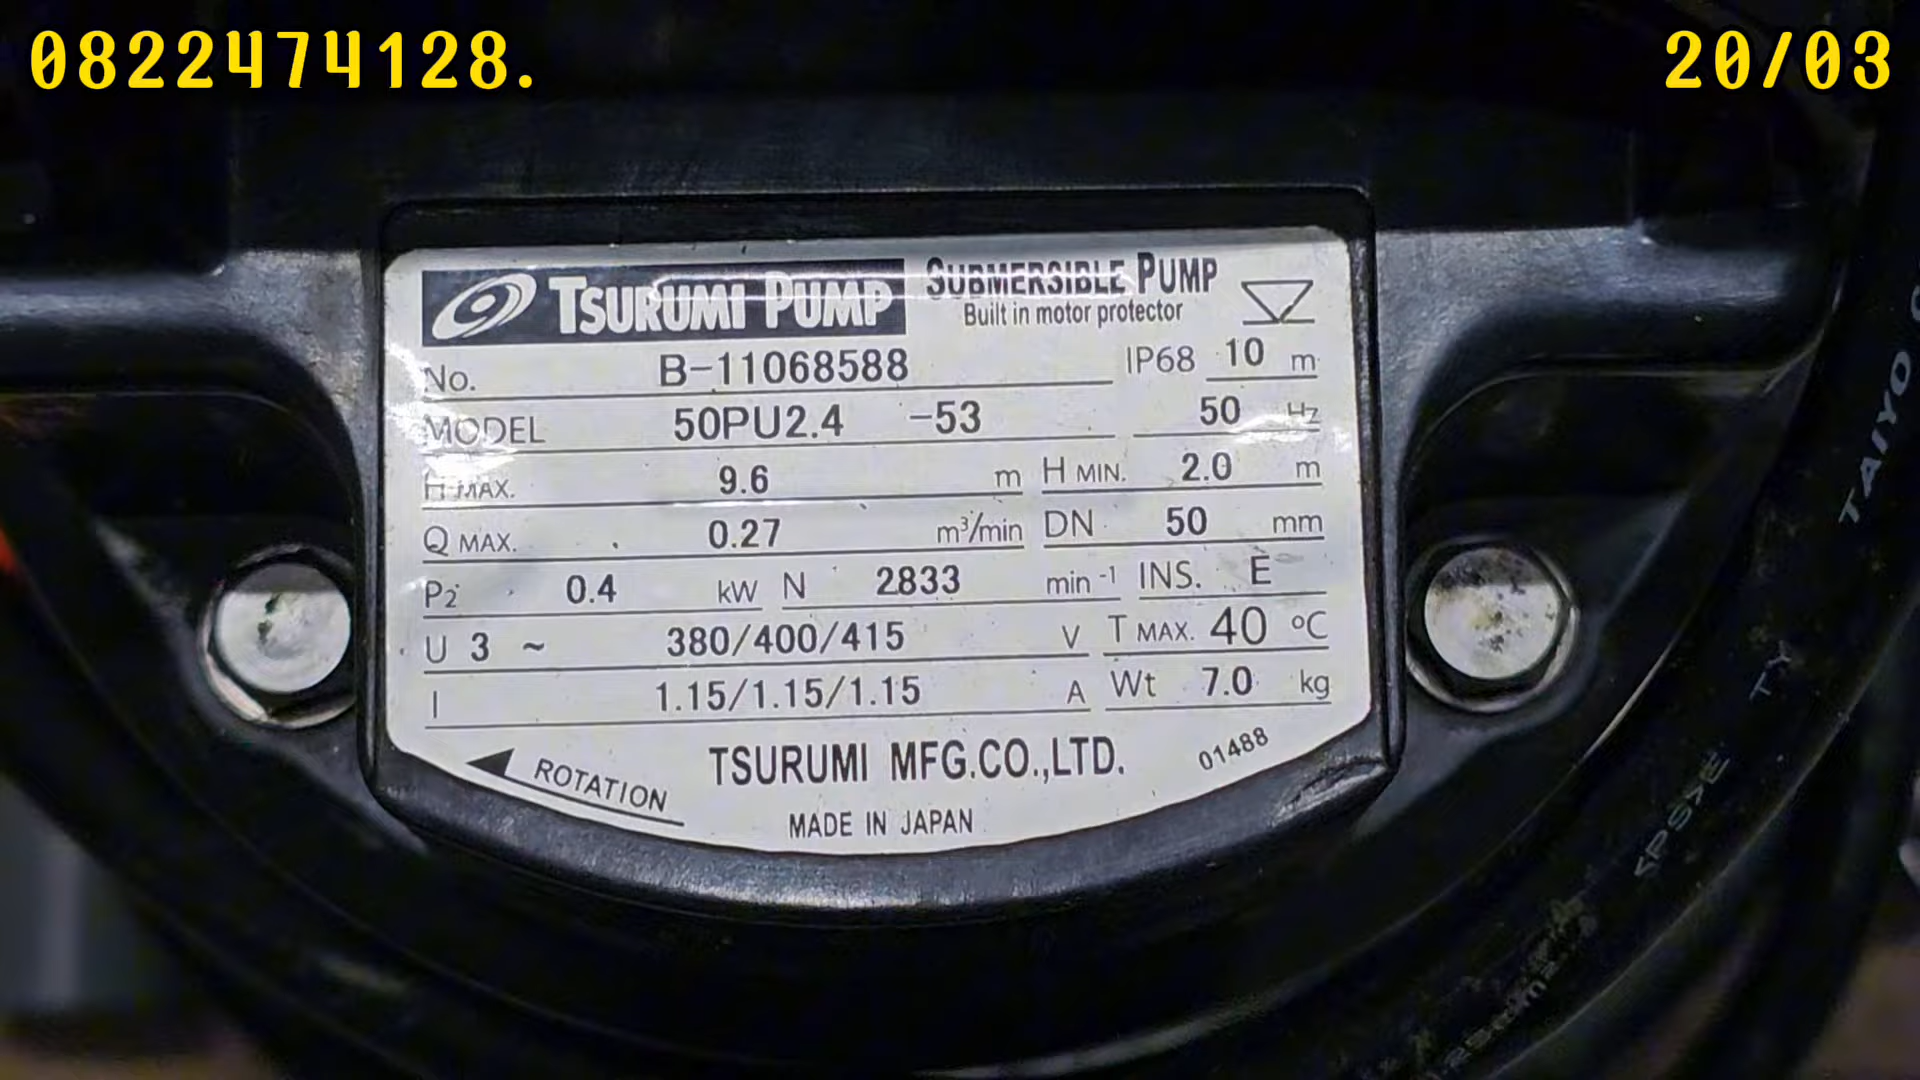 0822474128.
20/03
TSURUMI PUMP
SUBMERSIBLE PUMP
Built in motor protector
No. B-11068588 IP68 10 m
MODEL 50PU2.4 -53 50 Hz
H MAX. 9.6 m H MIN. 2.0 m
Q MAX. 0.27 m³/min DN 50 mm
P2 0.4 kW N 2833 min -1 INS. E
U 3 ~ 380/400/415 V T MAX. 40 °C
I 1.15/1.15/1.15 A Wt 7.0 kg
ROTATION
TSURUMI MFG.CO.,LTD.
01488
MADE IN JAPAN
TAIYO
<PS>E